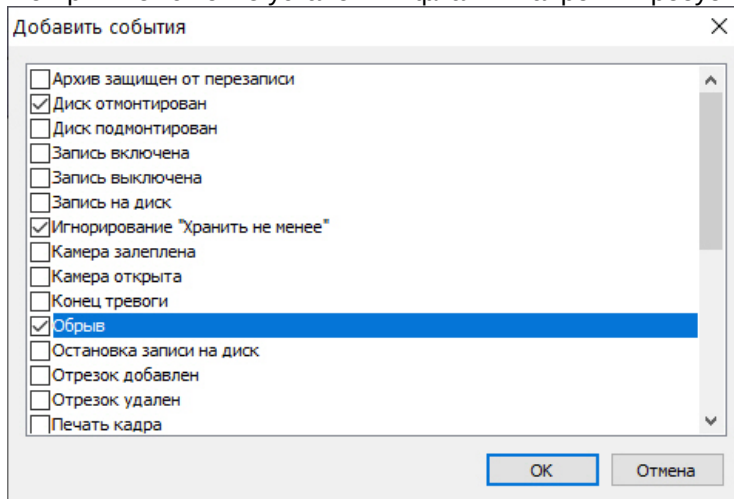 Добавить события
Архив защищен от перезаписи
Диск отмонтирован
Диск подмонтирован
Запись включена
Запись выключена
Запись на диск
Игнорирование "Хранить не менее"
Камера залеплена
Камера открыта
Конец тревоги
Обрыв
Остановка записи на диск
Отрезок добавлен
Отрезок удален
Печать кадра
OK Отмена